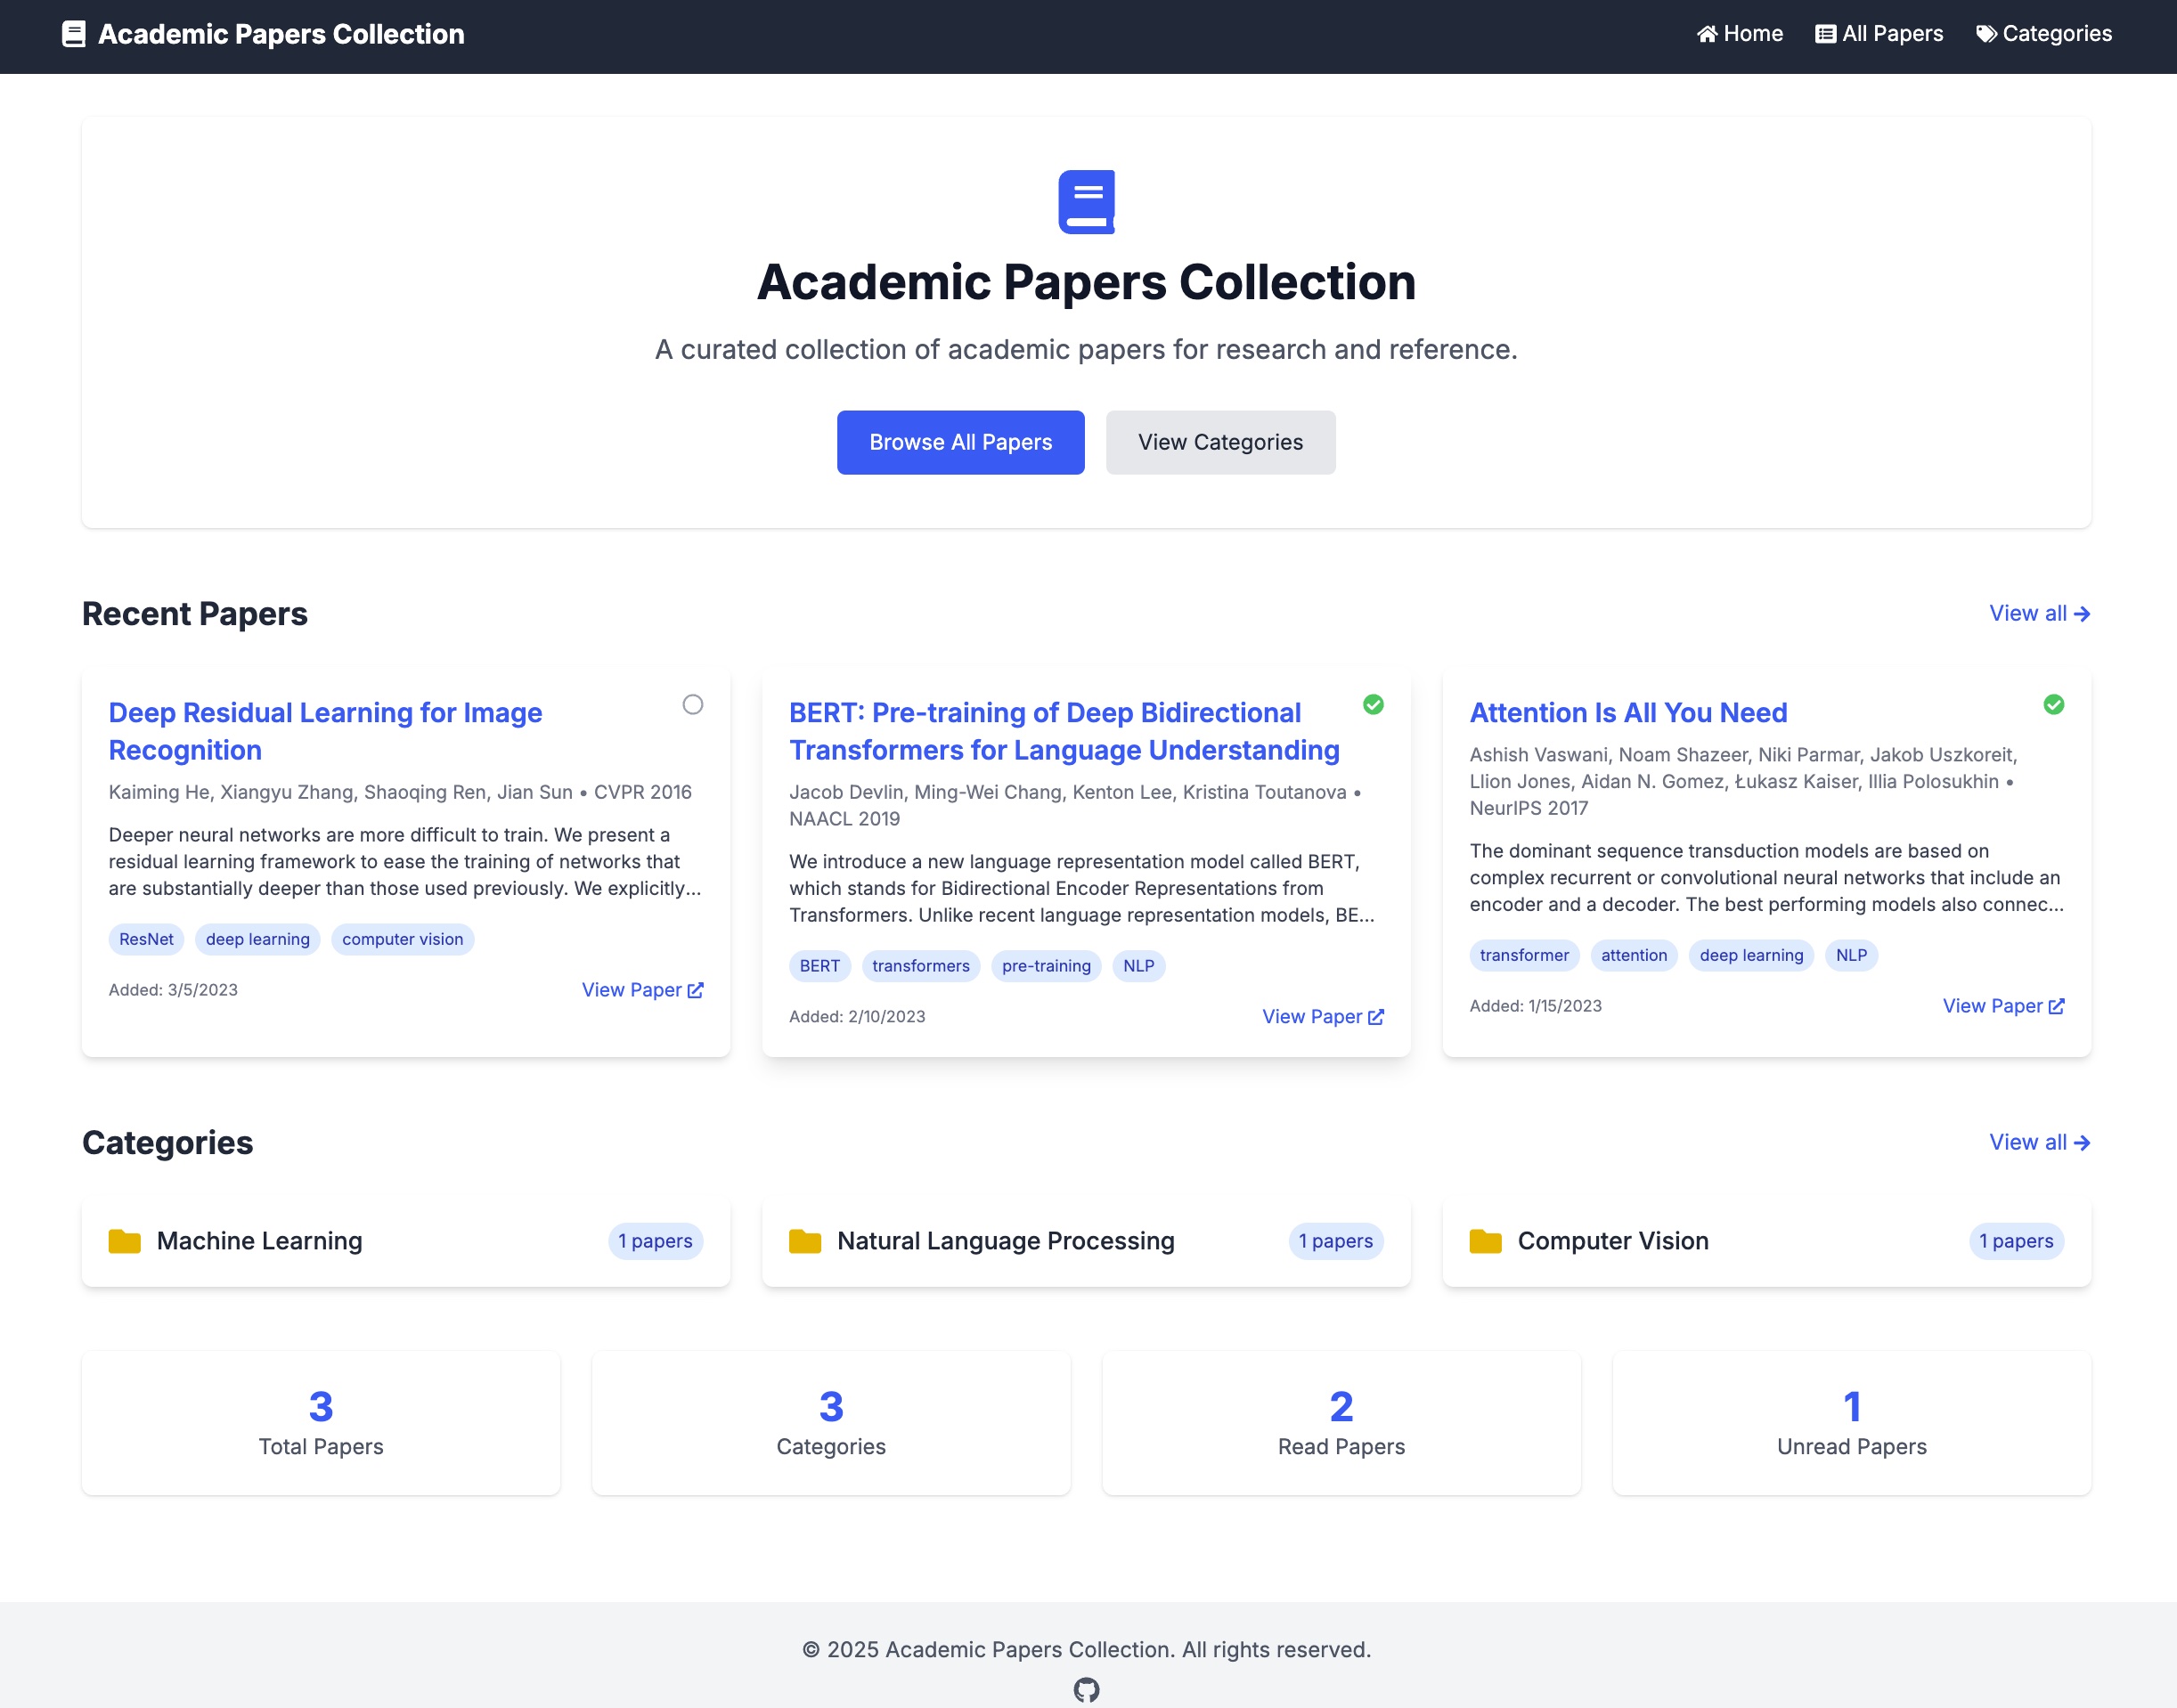 Academic Papers Collection
Home
All Papers
Categories
Academic Papers Collection
A curated collection of academic papers for research and reference.
Browse All Papers
View Categories
Recent Papers
View all
Deep Residual Learning for Image
Recognition
Kaiming He, Xiangyu Zhang, Shaoqing Ren, Jian Sun • CVPR 2016
Deeper neural networks are more difficult to train. We present a
residual learning framework to ease the training of networks that
are substantially deeper than those used previously. We explicitly...
ResNet
deep learning
computer vision
Added: 3/5/2023
View Paper
BERT: Pre-training of Deep Bidirectional
Transformers for Language Understanding
Jacob Devlin, Ming-Wei Chang, Kenton Lee, Kristina Toutanova •
NAACL 2019
We introduce a new language representation model called BERT,
which stands for Bidirectional Encoder Representations from
Transformers. Unlike recent language representation models, BE...
BERT
transformers
pre-training
NLP
Added: 2/10/2023
View Paper
Attention Is All You Need
Ashish Vaswani, Noam Shazeer, Niki Parmar, Jakob Uszkoreit,
Llion Jones, Aidan N. Gomez, Łukasz Kaiser, Illia Polosukhin •
NeurIPS 2017
The dominant sequence transduction models are based on
complex recurrent or convolutional neural networks that include an
encoder and a decoder. The best performing models also connec...
transformer
attention
deep learning
NLP
Added: 1/15/2023
View Paper
Categories
View all
Machine Learning
1 papers
Natural Language Processing
1 papers
Computer Vision
1 papers
3
Total Papers
3
Categories
2
Read Papers
1
Unread Papers
© 2025 Academic Papers Collection. All rights reserved.